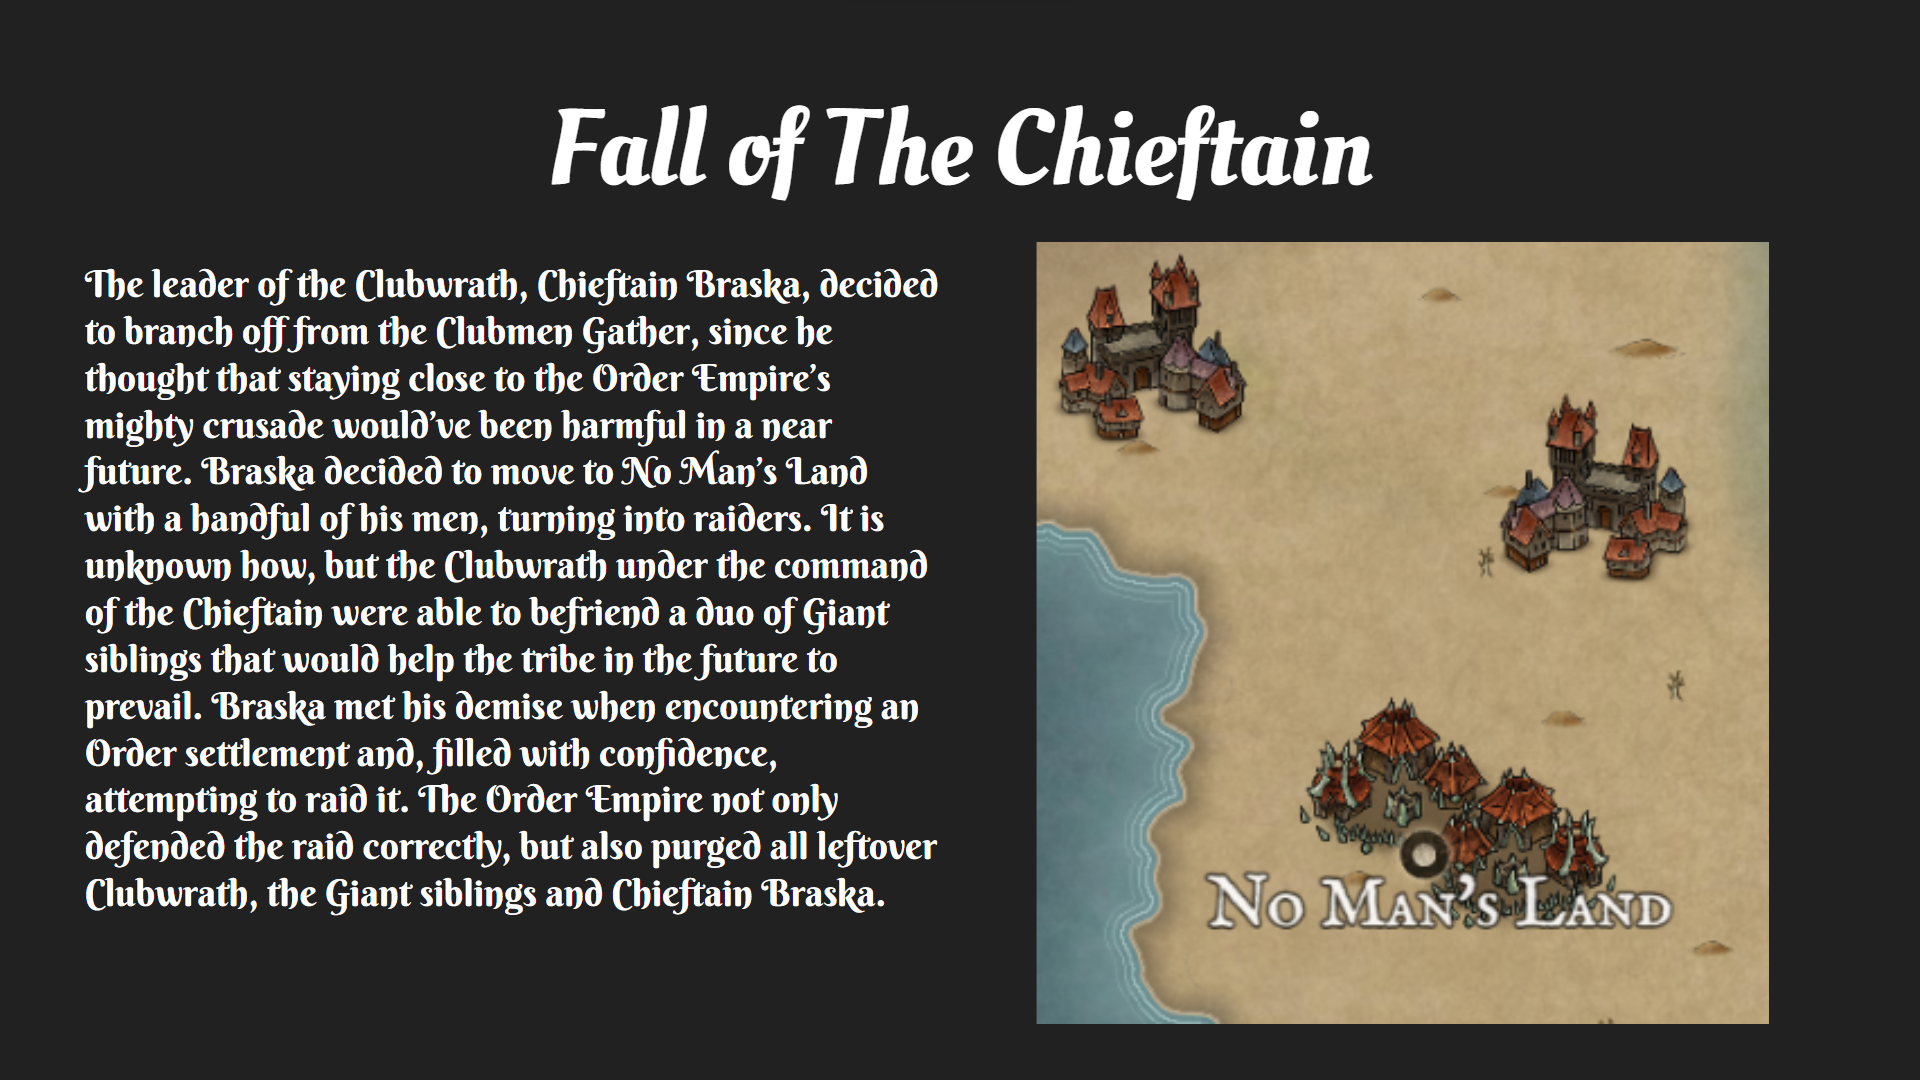 Fall of The Chieftain
The leader of the Clubwrath, Chieftain Braska, decided
to branch off from the Clubmen Gather, since he
thought that staying close to the Order Empire's
mighty crusade would've been harmful in a near
future. Braska decided to move to No Man's Land
with a handful of his men, turning into raiders. It is
unknown how, but the Clubwrath under the command
of the Chieftain were able to befriend a duo of Giant
siblings that would help the tribe in the future to
prevail. Braska met his demise when encountering an
Order settlement and, filled with confidence,
attempting to raid it. The Order Empire not only
defended the raid correctly, but also purged all leftover
Clubwrath, the Giant siblings and Chieftain Braska.
No Man's Land